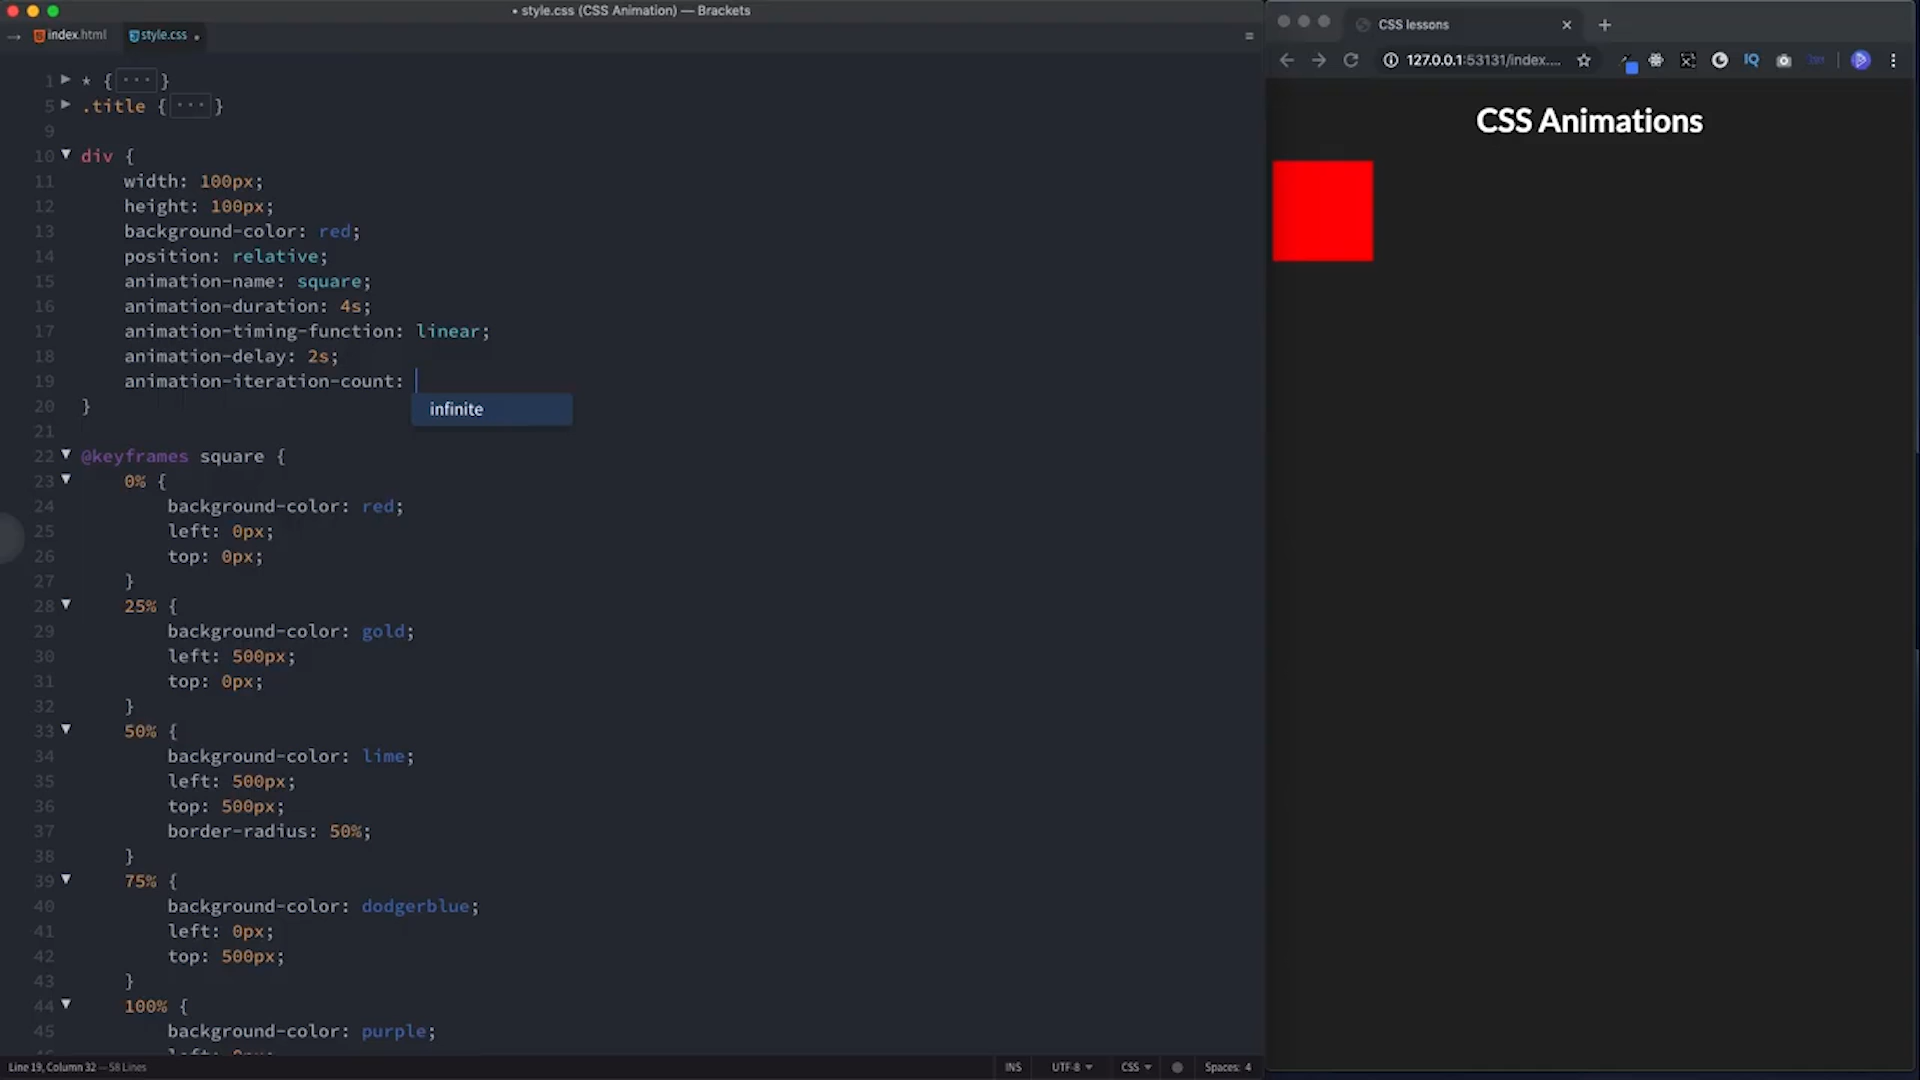 • style.css (CSS Animation) — Brackets
index.html
style.css •
1 * { ... }
5 .title { ... }
9
10 div {
11 width: 100px;
12 height: 100px;
13 background-color: red;
14 position: relative;
15 animation-name: square;
16 animation-duration: 4s;
17 animation-timing-function: linear;
18 animation-delay: 2s;
19 animation-iteration-count:
infinite
20 }
21
22 @keyframes square {
23 0% {
24 background-color: red;
25 left: 0px;
26 top: 0px;
27 }
28 25% {
29 background-color: gold;
30 left: 500px;
31 top: 0px;
32 }
33 50% {
34 background-color: lime;
35 left: 500px;
36 top: 500px;
37 border-radius: 50%;
38 }
39 75% {
40 background-color: dodgerblue;
41 left: 0px;
42 top: 500px;
43 }
44 100% {
45 background-color: purple;
46 left: 0px;
Line 19, Column 32 — 58 Lines
INS UTF-8 CSS Spaces: 4
CSS lessons
127.0.0.1:53131/index....
IQ
CSS Animations